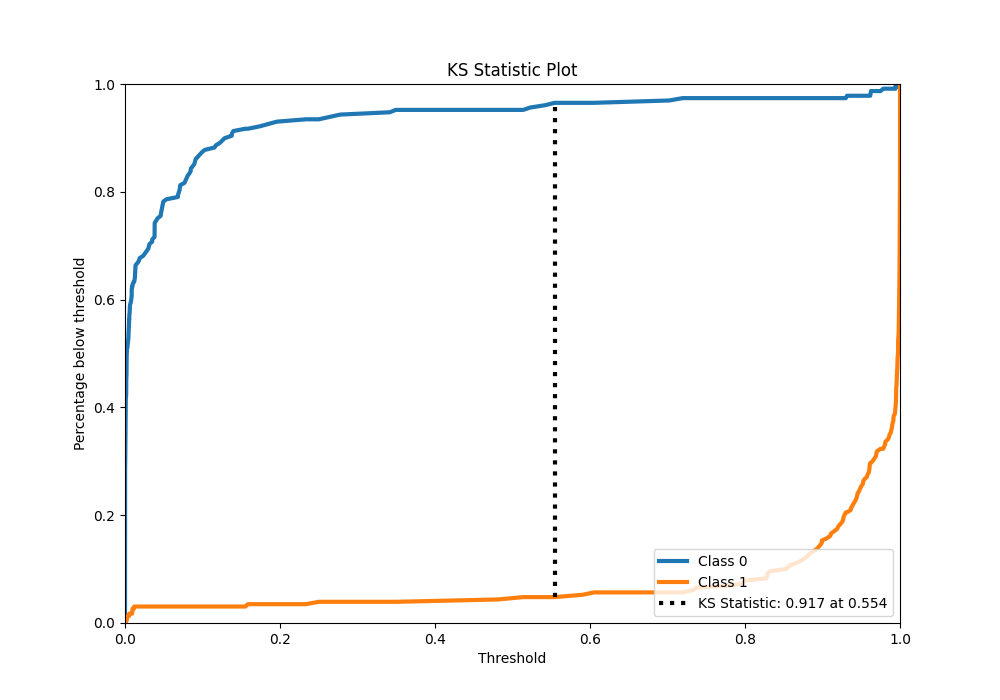 KS Statistic Plot
1.0
0.8
0.6
0.4
0.2
0.0
Percentage below threshold
0.0 0.2 0.4 0.6 0.8 1.0
Threshold
Class 0
Class 1
KS Statistic: 0.917 at 0.554